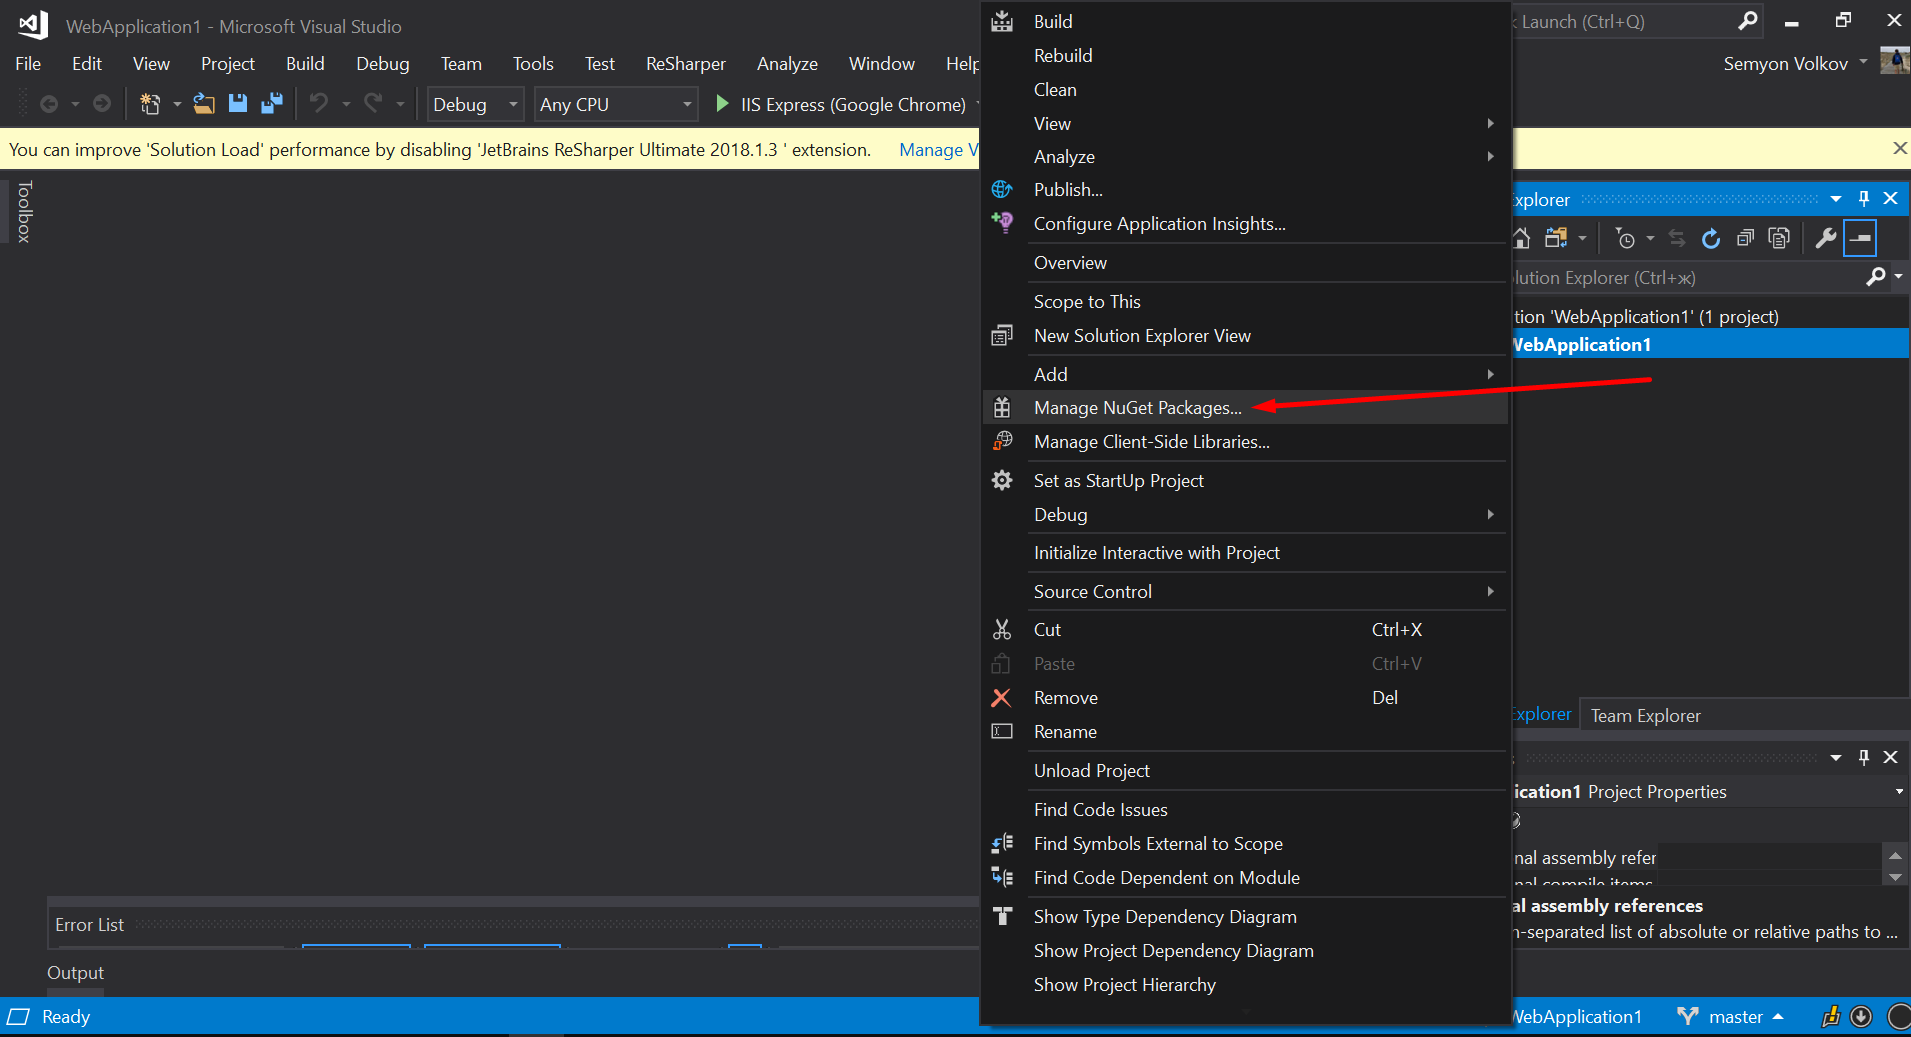 WebApplication1 - Microsoft Visual Studio
Launch (Ctrl+Q)
File Edit View Project Build Debug Team Tools Test ReSharper Analyze Window Help
Semyon Volkov
Debug Any CPU IIS Express (Google Chrome)
You can improve 'Solution Load' performance by disabling 'JetBrains ReSharper Ultimate 2018.1.3 ' extension. Manage V
Toolbox
Build
Rebuild
Clean
View
Analyze
Publish...
Configure Application Insights...
Overview
Scope to This
New Solution Explorer View
Add
Manage NuGet Packages...
Manage Client-Side Libraries...
Set as StartUp Project
Debug
Initialize Interactive with Project
Source Control
Cut Ctrl+X
Paste Ctrl+V
Remove Del
Rename
Unload Project
Find Code Issues
Find Symbols External to Scope
Find Code Dependent on Module
Show Type Dependency Diagram
Show Project Dependency Diagram
Show Project Hierarchy
Explorer
lution Explorer (Ctrl+ж)
tion 'WebApplication1' (1 project)
WebApplication1
Explorer Team Explorer
ication1 Project Properties
nal assembly refer
nal compile items
al assembly references
n-separated list of absolute or relative paths to ...
Error List
Output
Ready
WebApplication1 master